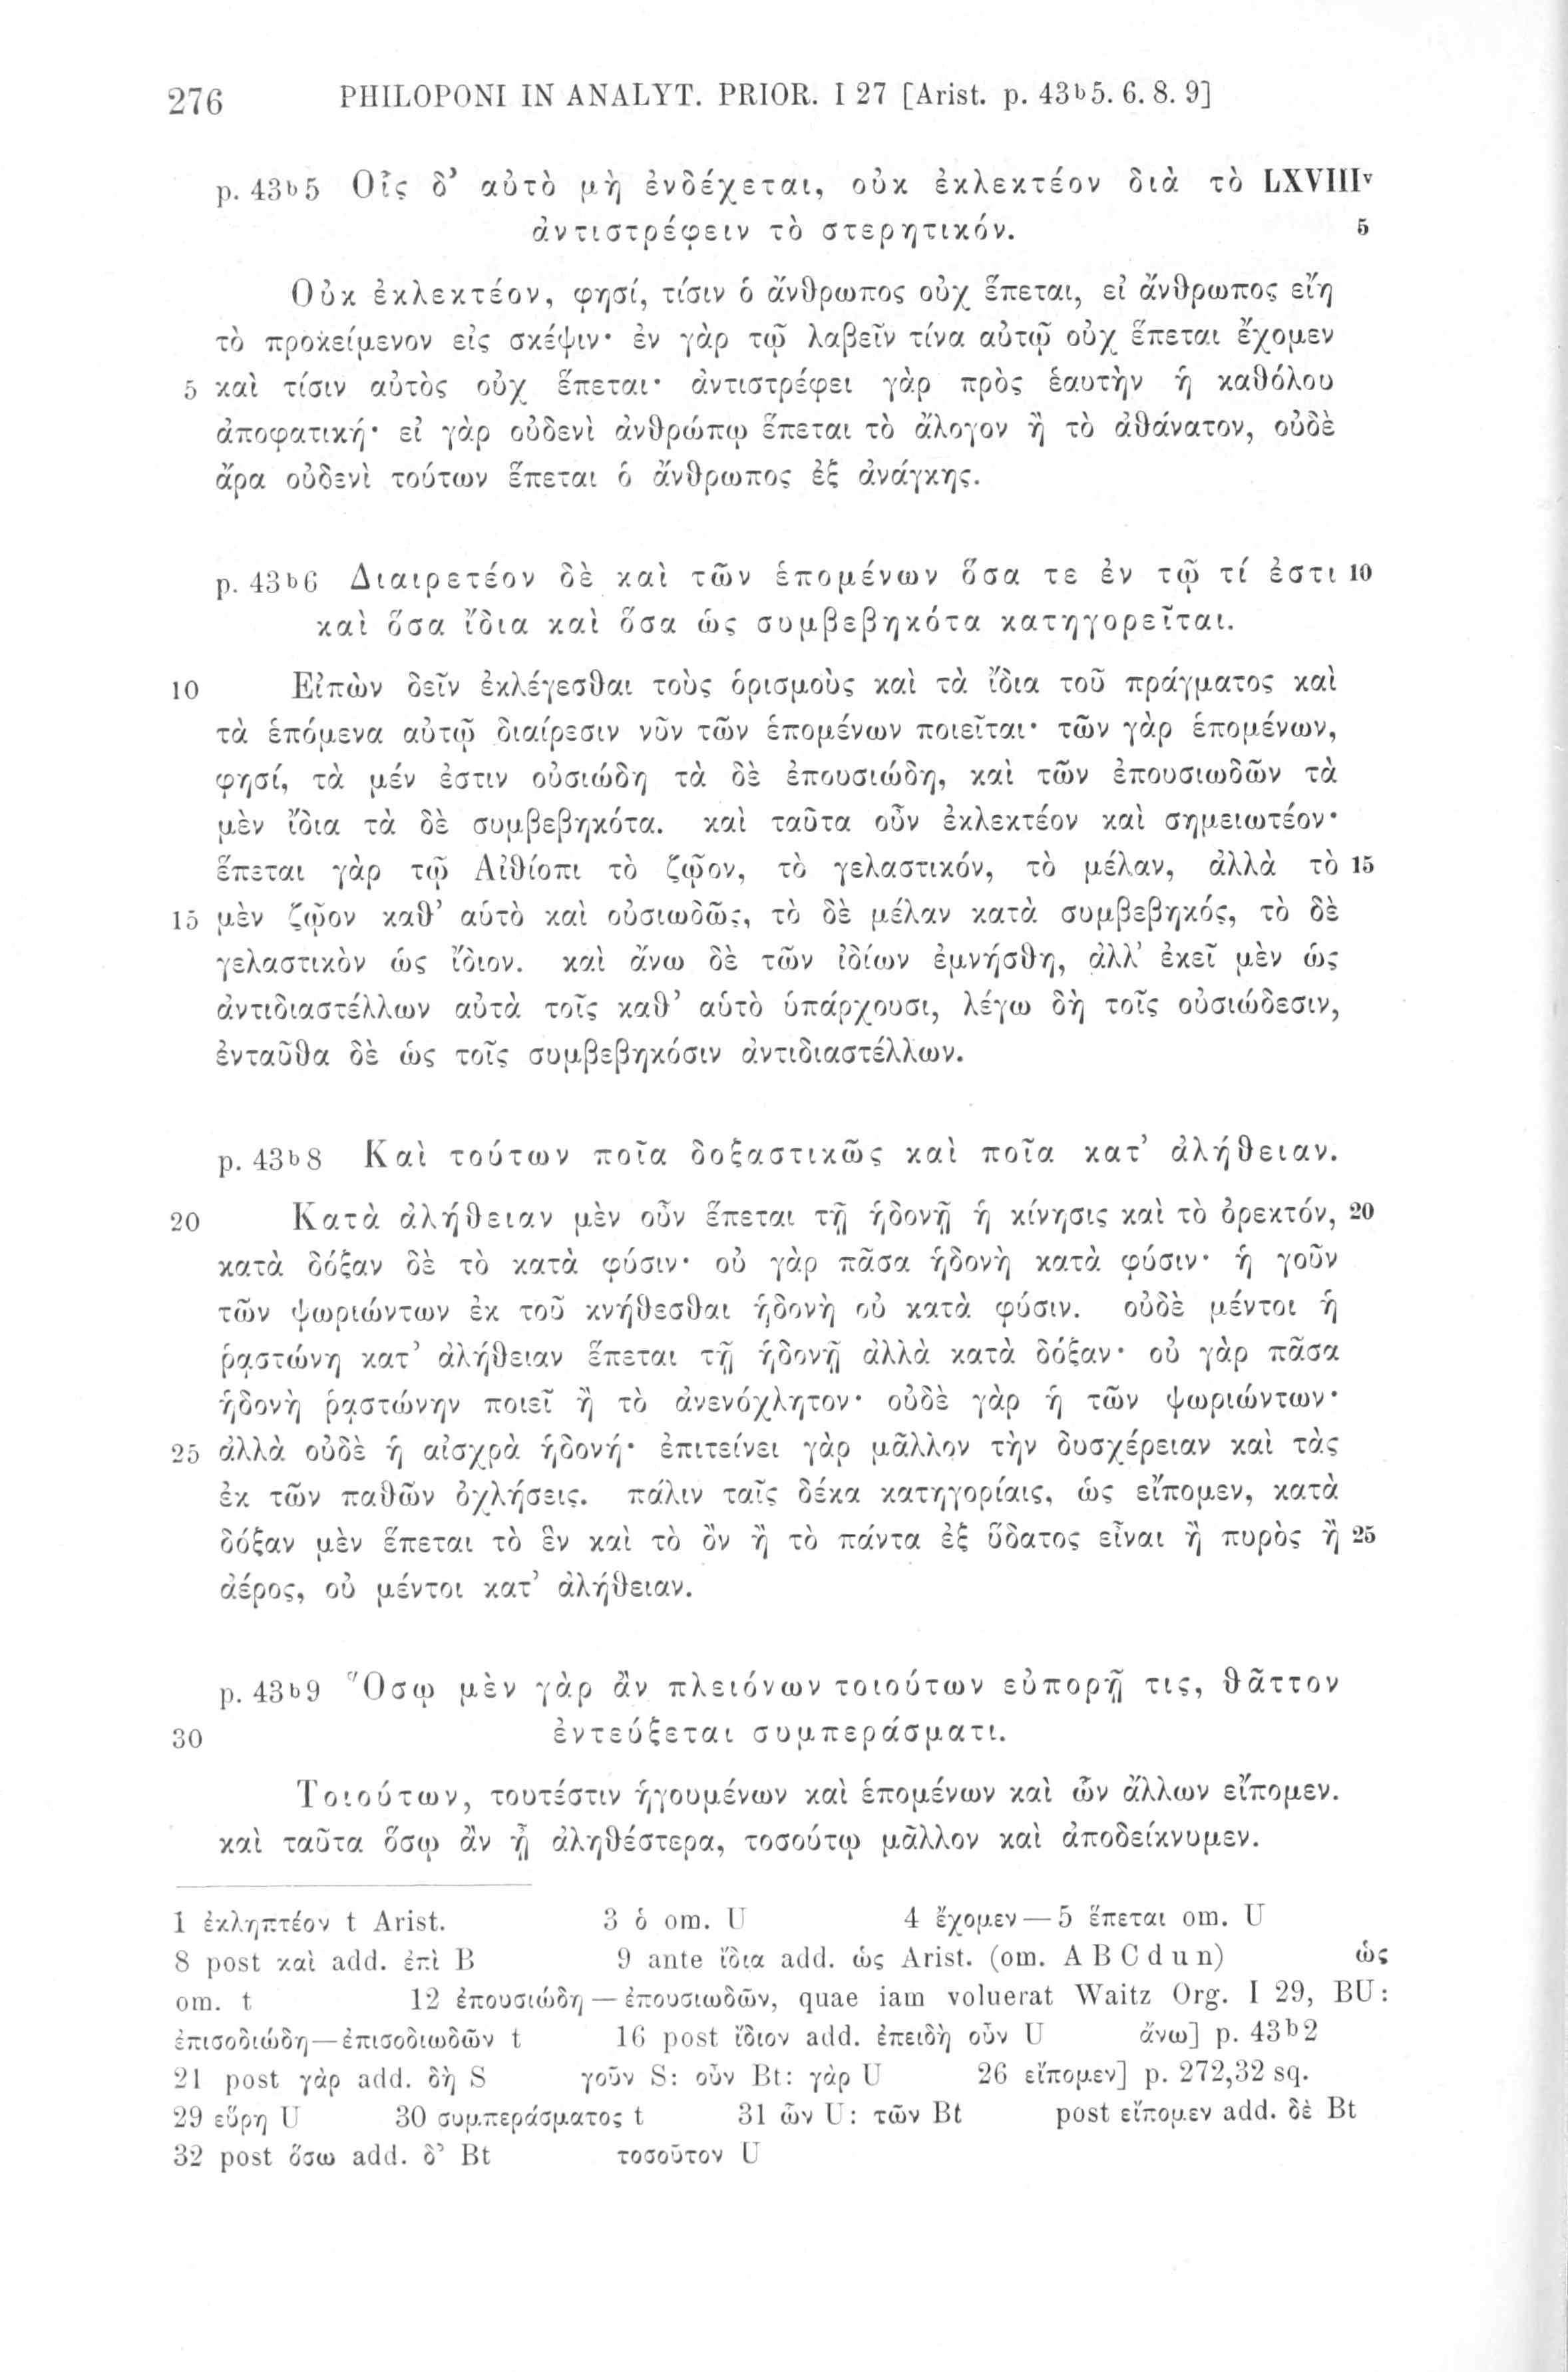 276 PHILOPONI IN ANALYT. PRIOR. I 27 [Arist. p. 43ᵇ5. 6. 8. 9]
p. 43ᵇ5 Οἷς δ’ αὐτὸ μὴ ἐνδέχεται, οὐκ ἐκλεκτέον διὰ τὸ LXVIIIᵛ
ἀντιστρέφειν τὸ στερητικόν. 5
Οὐκ ἐκλεκτέον, φησί, τίσιν ὁ ἄνθρωπος οὐχ ἕπεται, εἰ ἄνθρωπος εἴη
τὸ προκείμενον εἰς σκέψιν· ἐν γὰρ τῷ λαβεῖν τίνα αὐτῷ οὐχ ἕπεται ἔχομεν
5 καὶ τίσιν αὐτὸς οὐχ ἕπεται· ἀντιστρέφει γὰρ πρὸς ἑαυτὴν ἡ καθόλου
ἀποφατική· εἰ γὰρ οὐδενὶ ἀνθρώπῳ ἕπεται τὸ ἄλογον ἢ τὸ ἀθάνατον, οὐδὲ
ἄρα οὐδενὶ τούτων ἕπεται ὁ ἄνθρωπος ἐξ ἀνάγκης.
p. 43ᵇ6 Διαιρετέον δὲ καὶ τῶν ἑπομένων ὅσα τε ἐν τῷ τί ἐστι 10
καὶ ὅσα ἴδια καὶ ὅσα ὡς συμβεβηκότα κατηγορεῖται.
10 Εἰπὼν δεῖν ἐκλέγεσθαι τοὺς ὁρισμοὺς καὶ τὰ ἴδια τοῦ πράγματος καὶ
τὰ ἑπόμενα αὐτῷ διαίρεσιν νῦν τῶν ἑπομένων ποιεῖται· τῶν γὰρ ἑπομένων,
φησί, τὰ μέν ἐστιν οὐσιώδη τὰ δὲ ἐπουσιώδη, καὶ τῶν ἐπουσιωδῶν τὰ
μὲν ἴδια τὰ δὲ συμβεβηκότα. καὶ ταῦτα οὖν ἐκλεκτέον καὶ σημειωτέον·
ἕπεται γὰρ τῷ Αἰθίοπι τὸ ζῷον, τὸ γελαστικόν, τὸ μέλαν, ἀλλὰ τὸ 15
15 μὲν ζῷον καθ’ αὑτὸ καὶ οὐσιωδῶς, τὸ δὲ μέλαν κατὰ συμβεβηκός, τὸ δὲ
γελαστικὸν ὡς ἴδιον. καὶ ἄνω δὲ τῶν ἰδίων ἐμνήσθη, ἀλλ’ ἐκεῖ μὲν ὡς
ἀντιδιαστέλλων αὐτὰ τοῖς καθ’ αὑτὸ ὑπάρχουσι, λέγω δὴ τοῖς οὐσιώδεσιν,
ἐνταῦθα δὲ ὡς τοῖς συμβεβηκόσιν ἀντιδιαστέλλων.
p. 43ᵇ8 Καὶ τούτων ποῖα δοξαστικῶς καὶ ποῖα κατ’ ἀλήθειαν.
20 Κατὰ ἀλήθειαν μὲν οὖν ἕπεται τῇ ἡδονῇ ἡ κίνησις καὶ τὸ ὀρεκτόν, 20
κατὰ δόξαν δὲ τὸ κατὰ φύσιν· οὐ γὰρ πᾶσα ἡδονὴ κατὰ φύσιν· ἡ γοῦν
τῶν ψωριώντων ἐκ τοῦ κνήθεσθαι ἡδονὴ οὐ κατὰ φύσιν. οὐδὲ μέντοι ἡ
ῥᾳστώνη κατ’ ἀλήθειαν ἕπεται τῇ ἡδονῇ ἀλλὰ κατὰ δόξαν· οὐ γὰρ πᾶσα
ἡδονὴ ῥᾳστώνην ποιεῖ ἢ τὸ ἀνενόχλητον· οὐδὲ γὰρ ἡ τῶν ψωριώντων·
25 ἀλλὰ οὐδὲ ἡ αἰσχρὰ ἡδονή· ἐπιτείνει γὰρ μᾶλλον τὴν δυσχέρειαν καὶ τὰς
ἐκ τῶν παθῶν ὀχλήσεις. πάλιν ταῖς δέκα κατηγορίαις, ὡς εἴπομεν, κατὰ
δόξαν μὲν ἕπεται τὸ ἓν καὶ τὸ ὂν ἢ τὸ πάντα ἐξ ὕδατος εἶναι ἢ πυρὸς ἢ 25
ἀέρος, οὐ μέντοι κατ’ ἀλήθειαν.
p. 43ᵇ9 Ὅσῳ μὲν γὰρ ἂν πλειόνων τοιούτων εὐπορῇ τις, θᾶττον
30 ἐντεύξεται συμπεράσματι.
Τοιούτων, τουτέστιν ἡγουμένων καὶ ἑπομένων καὶ ὧν ἄλλων εἴπομεν.
καὶ ταῦτα ὅσῳ ἂν ᾖ ἀληθέστερα, τοσούτῳ μᾶλλον καὶ ἀποδείκνυμεν.
1 ἐκληπτέον t Arist. 3 ὁ om. U 4 ἔχομεν — 5 ἕπεται om. U
8 post καὶ add. ἐπὶ B 9 ante ἴδια add. ὡς Arist. (om. A B C d u n) ὡς
om. t 12 ἐπουσιώδη — ἐπουσιωδῶν, quae iam voluerat Waitz Org. I 29, BU:
ἐπισοδιώδη — ἐπισοδιωδῶν t 16 post ἴδιον add. ἐπειδὴ οὖν U ἄνω] p. 43ᵇ2
21 post γὰρ add. δὴ S γοῦν S: οὖν Bt: γὰρ U 26 εἴπομεν] p. 272,32 sq.
29 εὕρῃ U 30 συμπεράσματος t 31 ὧν U: τῶν Bt post εἴπομεν add. δὲ Bt
32 post ὅσῳ add. δ’ Bt τοσοῦτον U